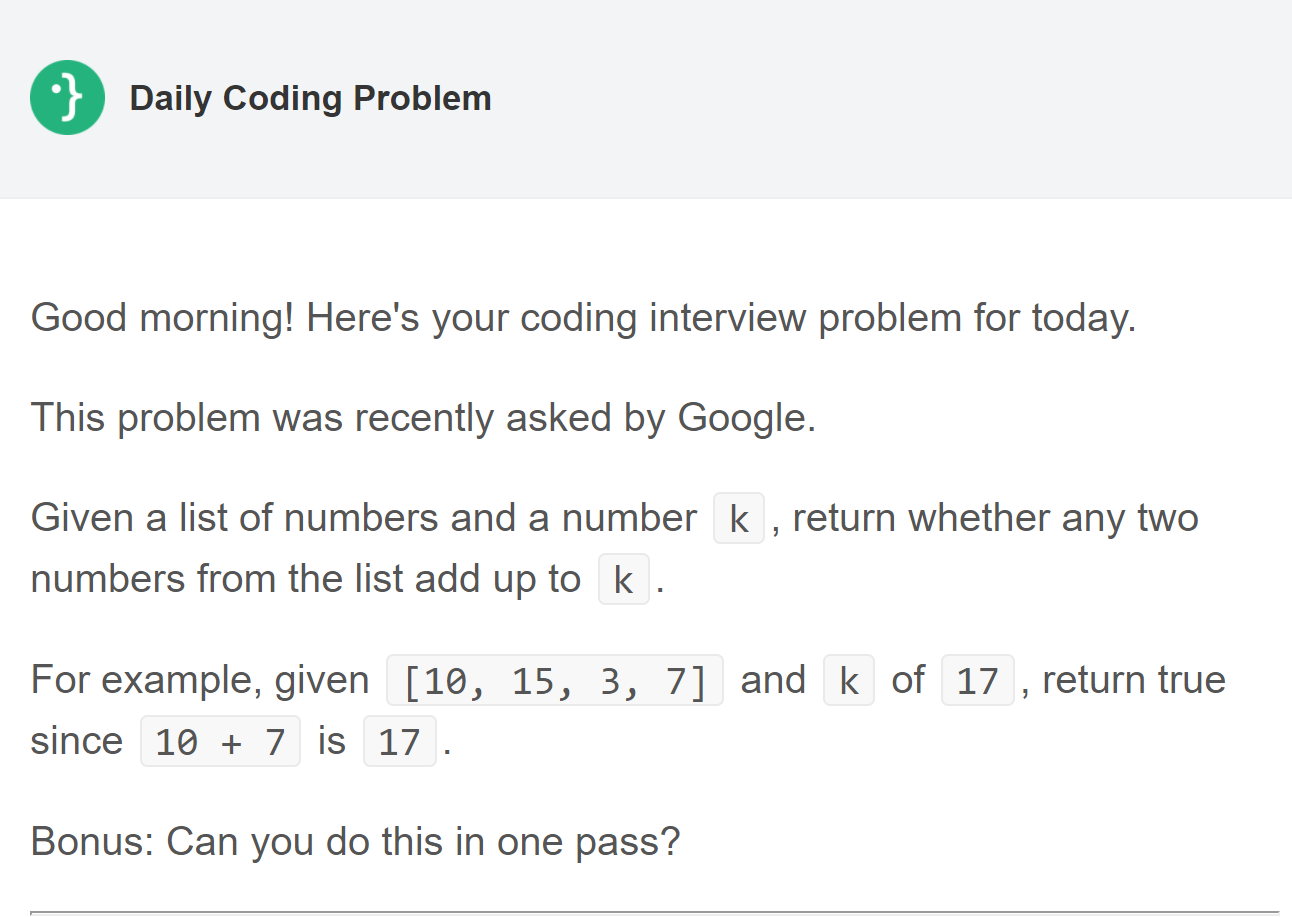 Daily Coding Problem
Good morning! Here's your coding interview problem for today.
This problem was recently asked by Google.
Given a list of numbers and a number k, return whether any two
numbers from the list add up to k.
For example, given [10, 15, 3, 7] and k of 17, return true
since 10 + 7 is 17.
Bonus: Can you do this in one pass?